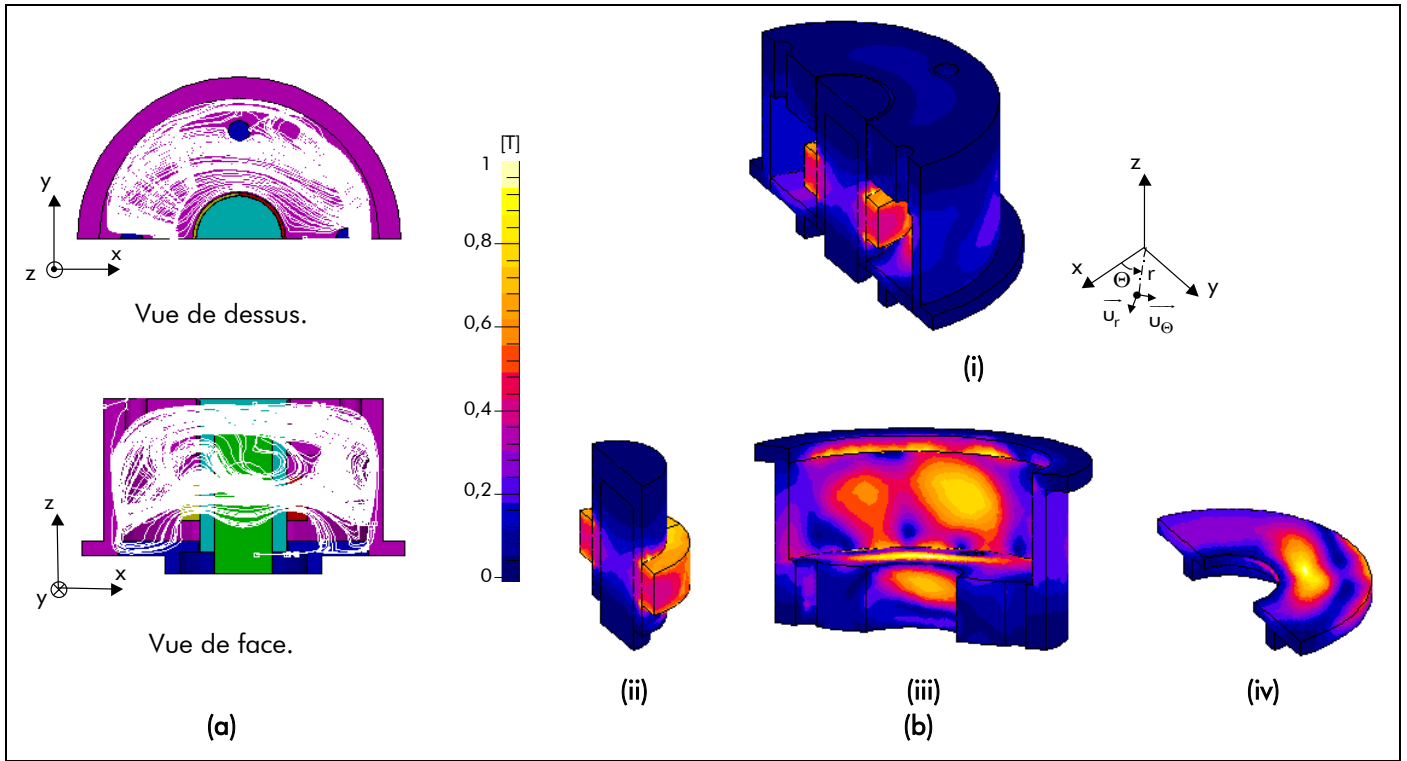 y
x
z
Vue de dessus.
z
x
y
Vue de face.
(a)
[T]
1
0,8
0,6
0,4
0,2
0
(i)
z
x
Θ
r
y
u_r
u_Θ
(ii)
(iii)
(iv)
(b)